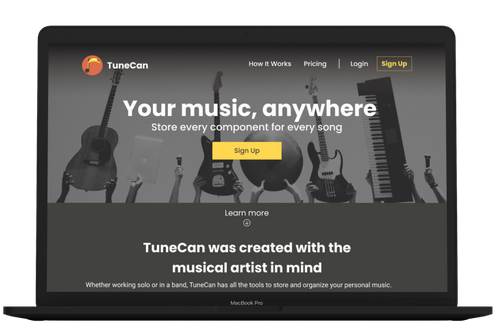 TuneCan
How It Works
Pricing
Login
Sign Up
Your music, anywhere
Store every component for every song
Sign Up
Learn more
TuneCan was created with the
musical artist in mind
Whether working solo or in a band, TuneCan has all the tools to store and organize your personal music.
MacBook Pro